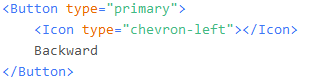 <Button type="primary">
    <Icon type="chevron-left"></Icon>
    Backward
</Button>